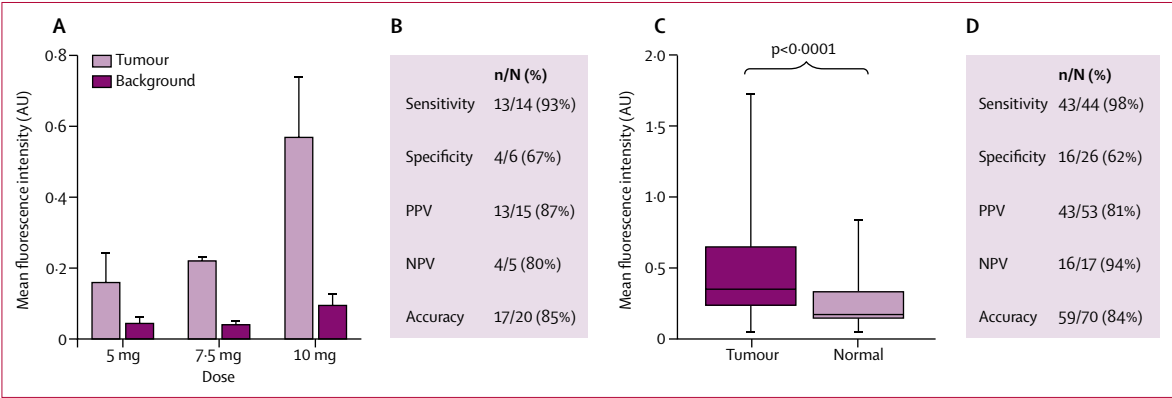 A
Mean fluorescence intensity (AU)
0·8
0·6
0·4
0·2
0
Tumour
Background
5 mg
7·5 mg
10 mg
Dose
B
n/N (%)
Sensitivity 13/14 (93%)
Specificity 4/6 (67%)
PPV 13/15 (87%)
NPV 4/5 (80%)
Accuracy 17/20 (85%)
C
Mean fluorescence intensity (AU)
2·0
1·5
1·0
0·5
0
p<0·0001
Tumour
Normal
D
n/N (%)
Sensitivity 43/44 (98%)
Specificity 16/26 (62%)
PPV 43/53 (81%)
NPV 16/17 (94%)
Accuracy 59/70 (84%)